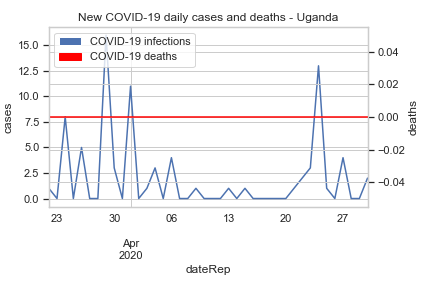 New COVID-19 daily cases and deaths - Uganda
COVID-19 infections
COVID-19 deaths
15.0
12.5
10.0
7.5
5.0
2.5
0.0
cases
0.04
0.02
0.00
−0.02
−0.04
deaths
23 30 06 13 20 27
Apr
2020
dateRep